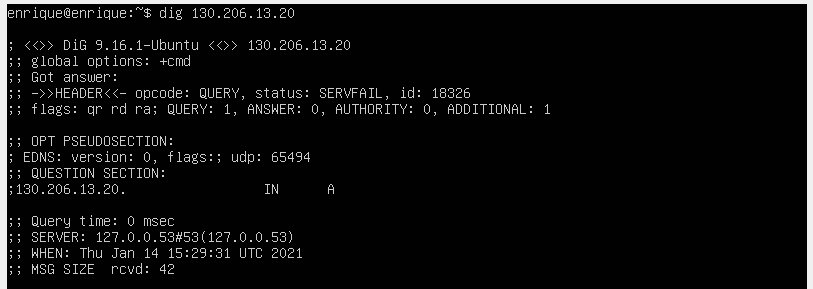 enrique@enrique:~$ dig 130.206.13.20
; <<>> DiG 9.16.1-Ubuntu <<>> 130.206.13.20
;; global options: +cmd
;; Got answer:
;; ->>HEADER<<- opcode: QUERY, status: SERVFAIL, id: 18326
;; flags: qr rd ra; QUERY: 1, ANSWER: 0, AUTHORITY: 0, ADDITIONAL: 1
;; OPT PSEUDOSECTION:
; EDNS: version: 0, flags:; udp: 65494
;; QUESTION SECTION:
;130.206.13.20. IN A
;; Query time: 0 msec
;; SERVER: 127.0.0.53#53(127.0.0.53)
;; WHEN: Thu Jan 14 15:29:31 UTC 2021
;; MSG SIZE rcvd: 42